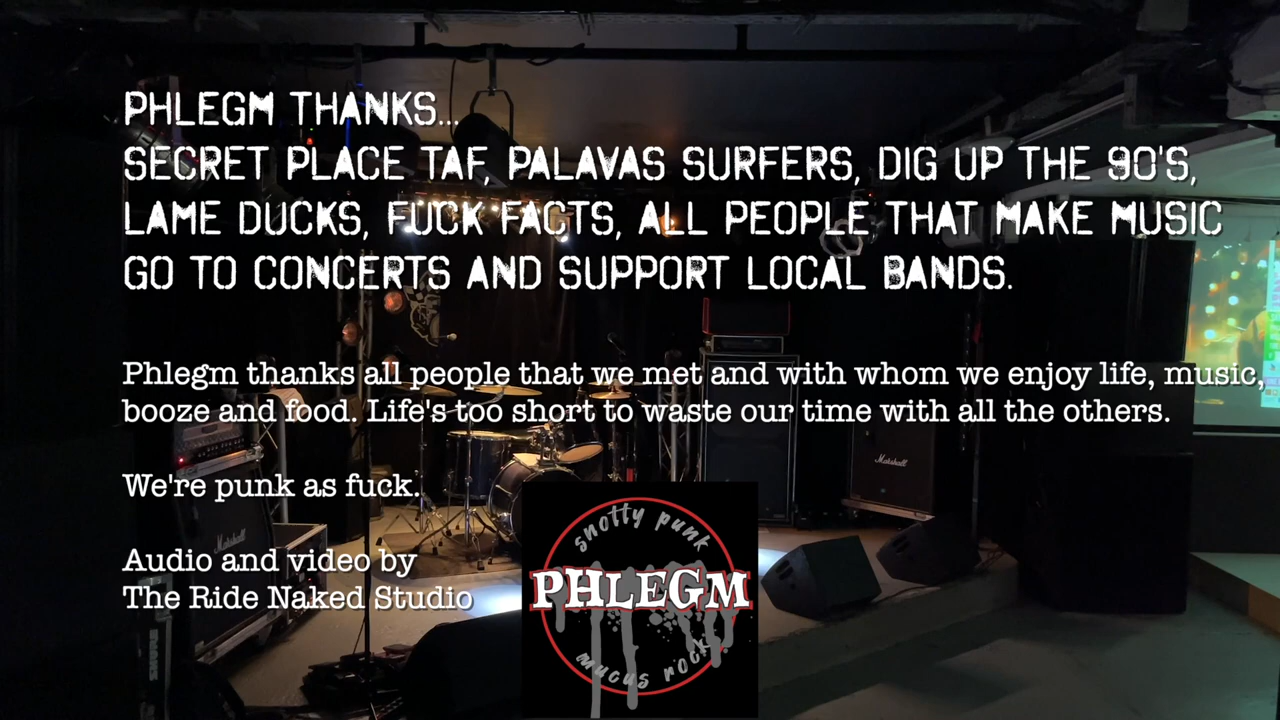 PHLEGM THANKS...
SECRET PLACE TAF, PALAVAS SURFERS, DIG UP THE 90'S,
LAME DUCKS, FUCK FACTS, ALL PEOPLE THAT MAKE MUSIC
GO TO CONCERTS AND SUPPORT LOCAL BANDS.
Phlegm thanks all people that we met and with whom we enjoy life, music,
booze and food. Life's too short to waste our time with all the others.
We're punk as fuck.
Audio and video by
The Ride Naked Studio
snotty punk
PHLEGM
mucus rock
Marshall
Marshall
SHURE